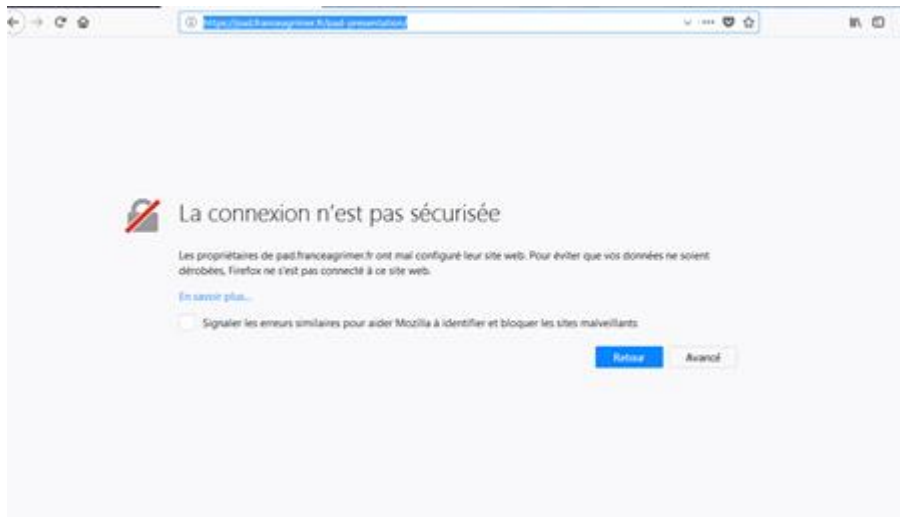 https://pad.franceagrimer.fr/pad-presentation/
La connexion n'est pas sécurisée
Les propriétaires de pad.franceagrimer.fr ont mal configuré leur site web. Pour éviter que vos données ne soient
dérobées, Firefox ne s'est pas connecté à ce site web.
En savoir plus...
Signaler les erreurs similaires pour aider Mozilla à identifier et bloquer les sites malveillants
Retour Avancé